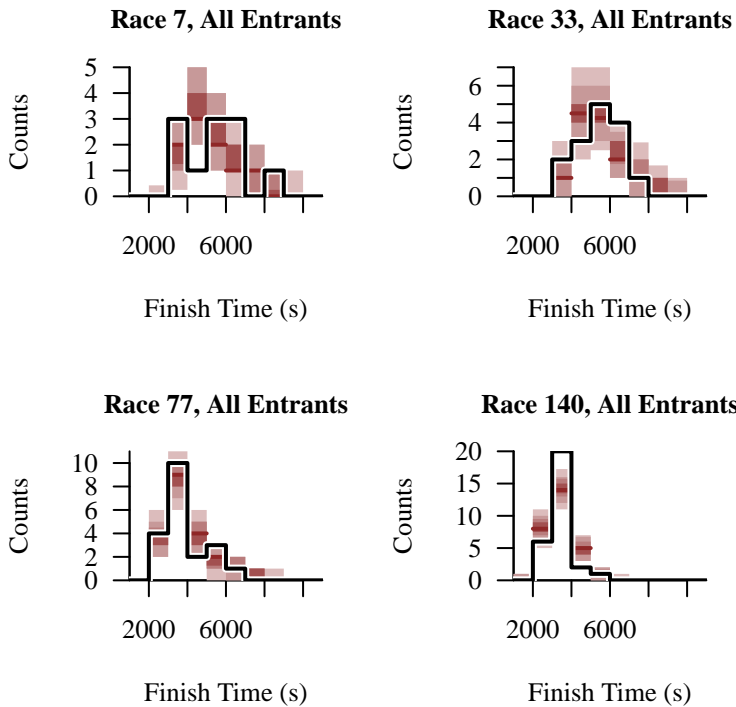 Race 7, All Entrants
Counts
5
4
3
2
1
0
2000 6000
Finish Time (s)
Race 33, All Entrants
Counts
6
4
2
0
2000 6000
Finish Time (s)
Race 77, All Entrants
Counts
10
8
6
4
2
0
2000 6000
Finish Time (s)
Race 140, All Entrants
Counts
20
15
10
5
0
2000 6000
Finish Time (s)